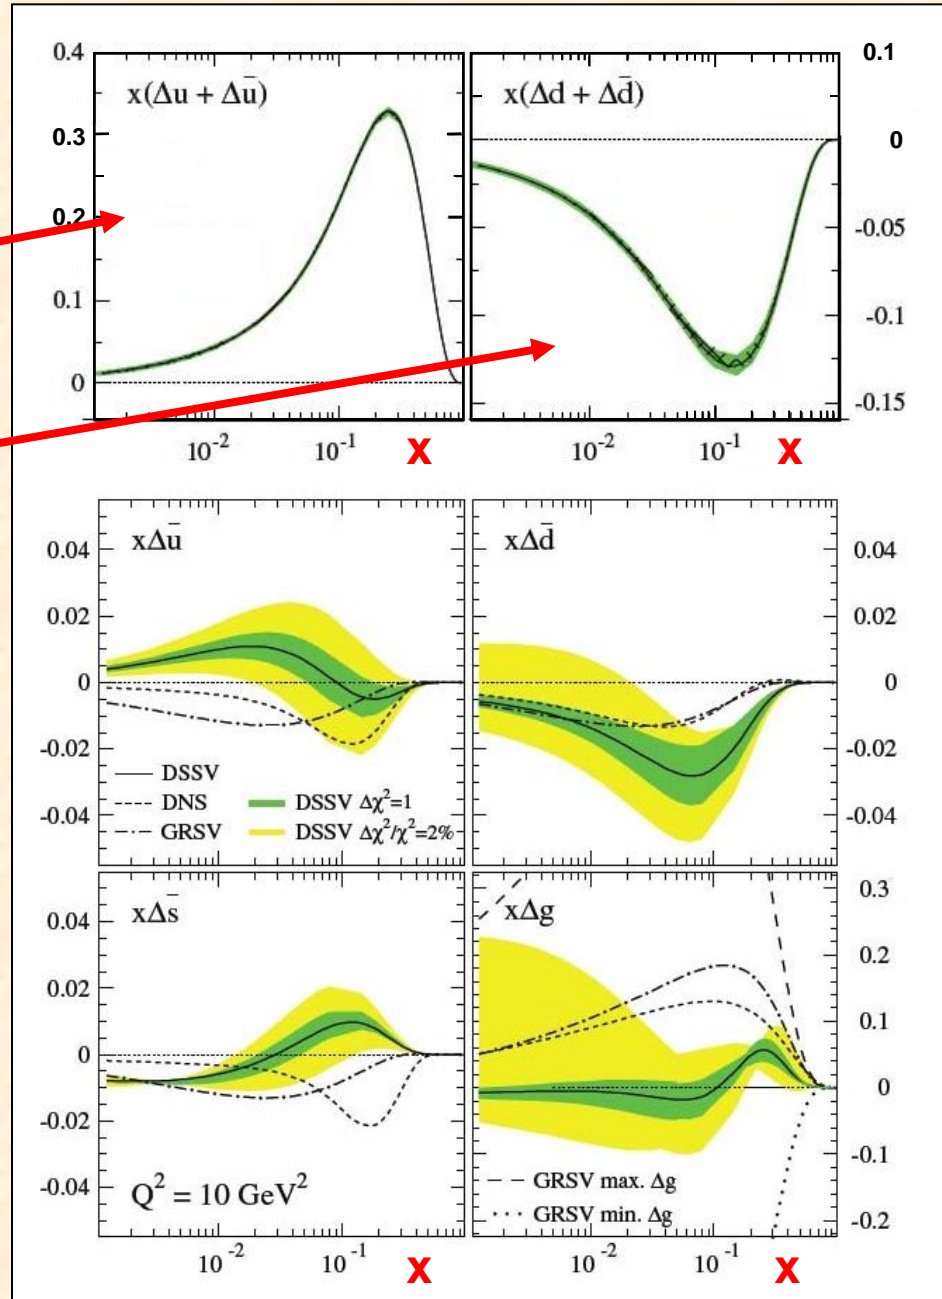 x(Δu + Δū)
0.4
0.3
0.2
0.1
0
10⁻²
10⁻¹
X
x(Δd + Δd̄)
0.1
0
-0.05
-0.1
-0.15
10⁻²
10⁻¹
X
xΔū
0.04
0.02
0
-0.02
-0.04
DSSV
DNS
GRSV
DSSV Δχ²=1
DSSV Δχ²/χ²=2%
xΔd̄
0.04
0.02
0
-0.02
-0.04
xΔs̄
0.04
0.02
0
-0.02
-0.04
Q² = 10 GeV²
10⁻²
10⁻¹
X
xΔg
0.3
0.2
0.1
0
-0.1
-0.2
GRSV max. Δg
GRSV min. Δg
10⁻²
10⁻¹
X